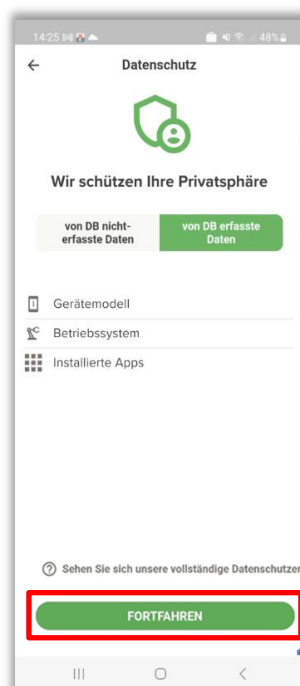 14:25
48%
Datenschutz
Wir schützen Ihre Privatsphäre
von DB nicht-
erfasste Daten
von DB erfasste
Daten
Gerätemodell
Betriebssystem
Installierte Apps
Sehen Sie sich unsere vollständige Datenschutzer
FORTFAHREN